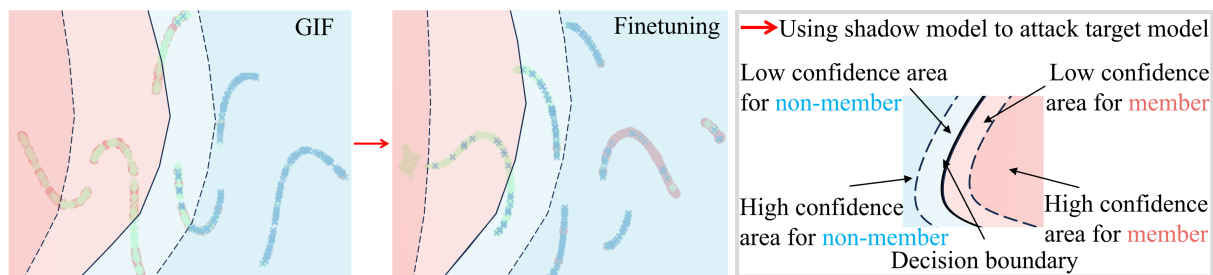 GIF
Finetuning
Using shadow model to attack target model
Low confidence area
for non-member
Low confidence
area for member
High confidence
area for non-member
High confidence
area for member
Decision boundary